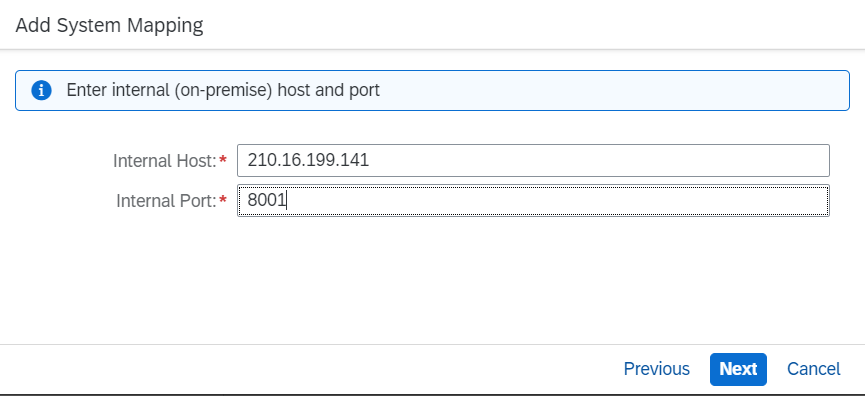 Add System Mapping
Enter internal (on-premise) host and port
Internal Host:* 210.16.199.141
Internal Port:* 8001
Previous Next Cancel